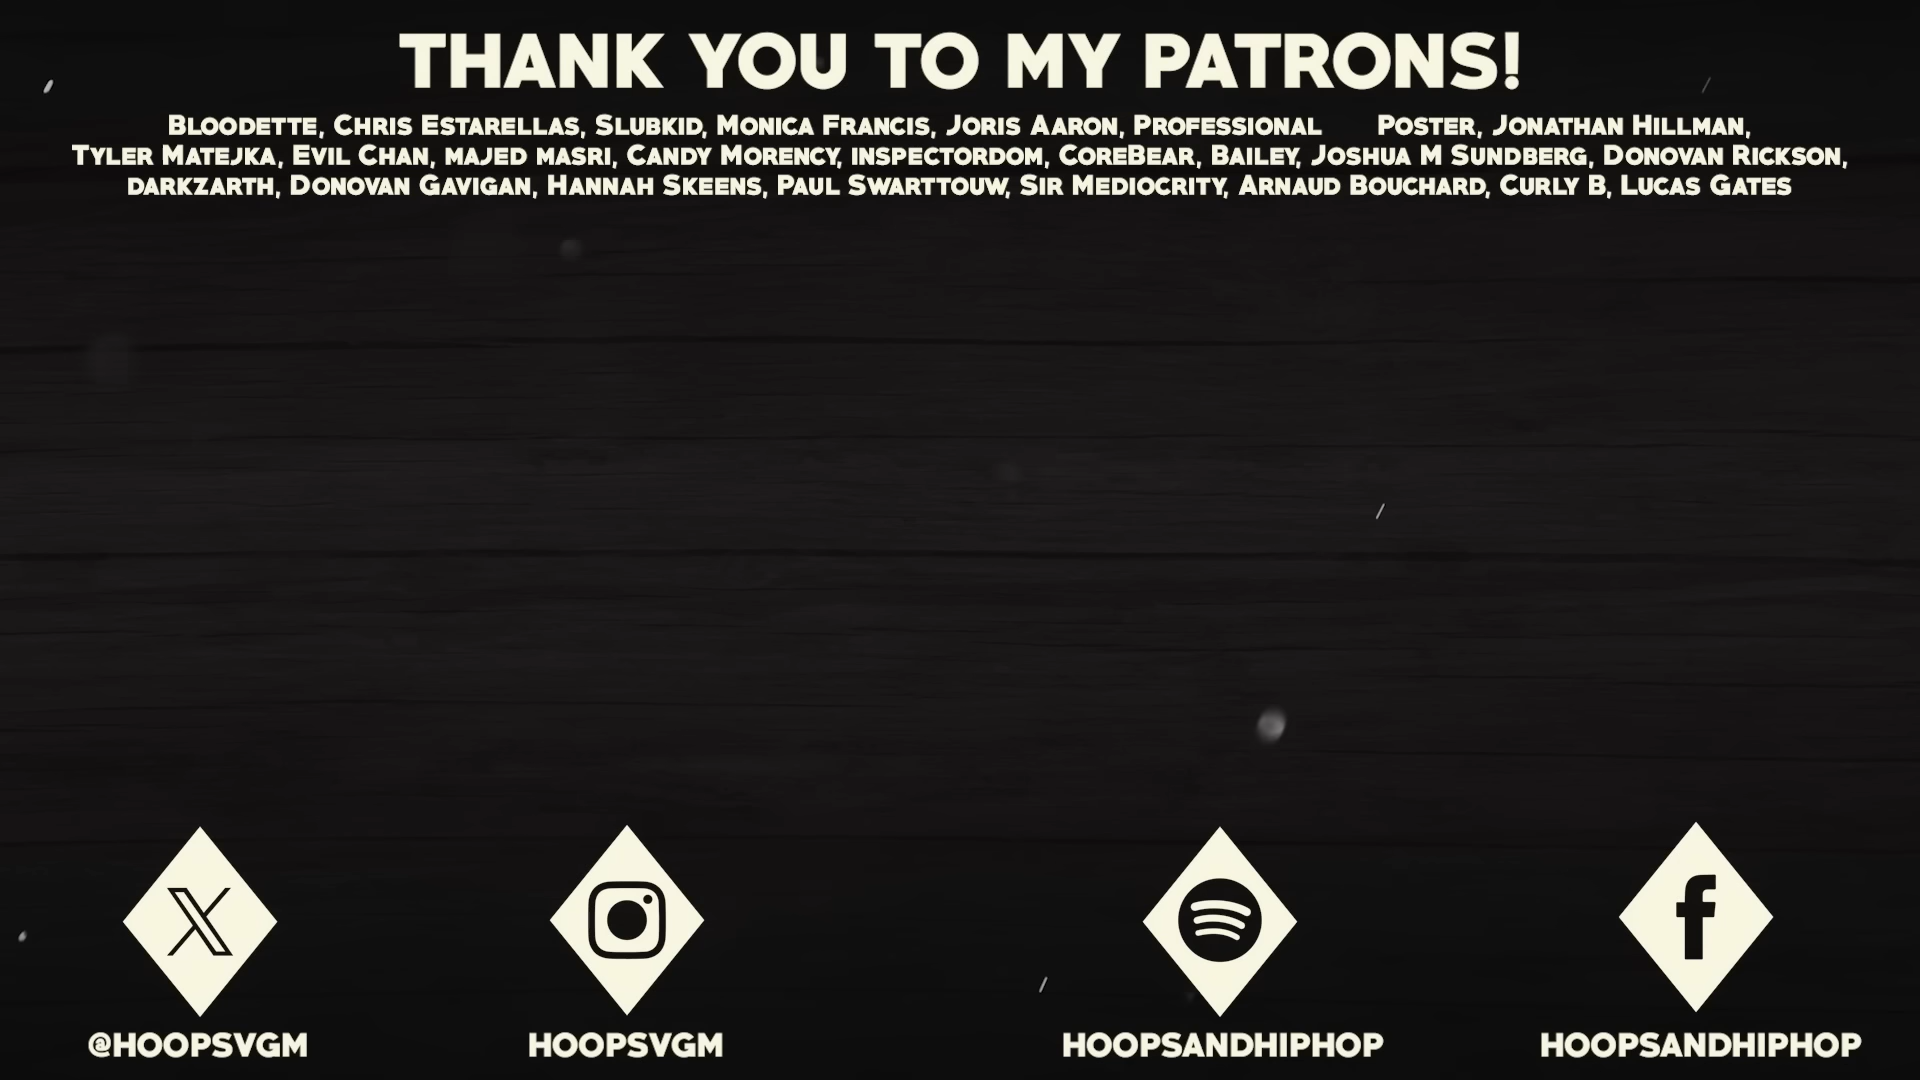 THANK YOU TO MY PATRONS!
Bloodette, Chris Estarellas, Slubkid, Monica Francis, Joris Aaron, Professional Poster, Jonathan Hillman,
Tyler Matejka, Evil Chan, majed masri, Candy Morency, inspectordom, CoreBear, Bailey, Joshua M Sundberg, Donovan Rickson,
darkzarth, Donovan Gavigan, Hannah Skeens, Paul Swarttouw, Sir Mediocrity, Arnaud Bouchard, Curly B, Lucas Gates
@HOOPSVGM
HOOPSVGM
HOOPSANDHIPHOP
HOOPSANDHIPHOP